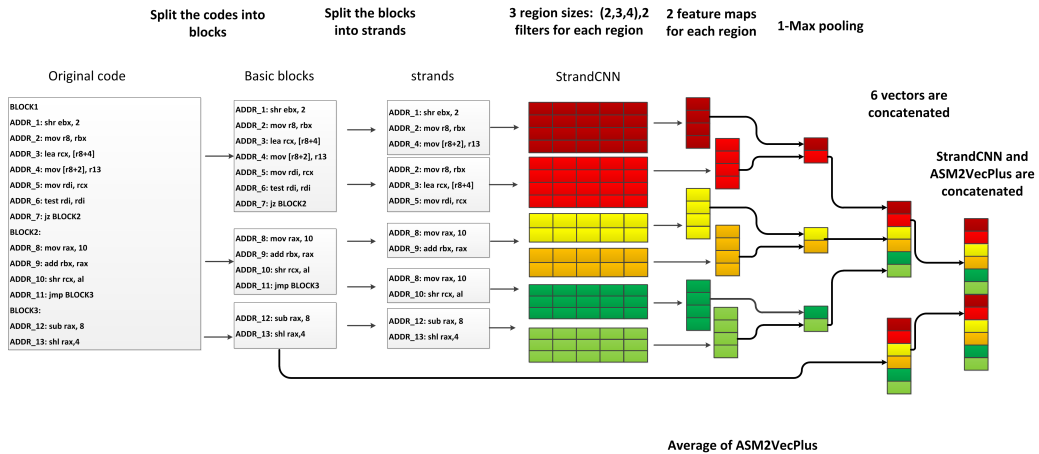 Split the codes into
blocks
Split the blocks
into strands
3 region sizes: (2,3,4),2
filters for each region
2 feature maps
for each region
1-Max pooling
Original code
Basic blocks
strands
StrandCNN
6 vectors are
concatenated
StrandCNN and
ASM2VecPlus are
concatenated
BLOCK1
ADDR_1: shr ebx, 2
ADDR_2: mov r8, rbx
ADDR_3: lea rcx, [r8+4]
ADDR_4: mov [r8+2], r13
ADDR_5: mov rdi, rcx
ADDR_6: test rdi, rdi
ADDR_7: jz BLOCK2
BLOCK2:
ADDR_8: mov rax, 10
ADDR_9: add rbx, rax
ADDR_10: shr rcx, al
ADDR_11: jmp BLOCK3
BLOCK3:
ADDR_12: sub rax, 8
ADDR_13: shl rax,4
ADDR_1: shr ebx, 2
ADDR_2: mov r8, rbx
ADDR_3: lea rcx, [r8+4]
ADDR_4: mov [r8+2], r13
ADDR_5: mov rdi, rcx
ADDR_6: test rdi, rdi
ADDR_7: jz BLOCK2
ADDR_8: mov rax, 10
ADDR_9: add rbx, rax
ADDR_10: shr rcx, al
ADDR_11: jmp BLOCK3
ADDR_12: sub rax, 8
ADDR_13: shl rax,4
ADDR_1: shr ebx, 2
ADDR_2: mov r8, rbx
ADDR_4: mov [r8+2], r13
ADDR_2: mov r8, rbx
ADDR_3: lea rcx, [r8+4]
ADDR_5: mov rdi, rcx
ADDR_8: mov rax, 10
ADDR_9: add rbx, rax
ADDR_8: mov rax, 10
ADDR_10: shr rcx, al
ADDR_12: sub rax, 8
ADDR_13: shl rax,4
Average of ASM2VecPlus